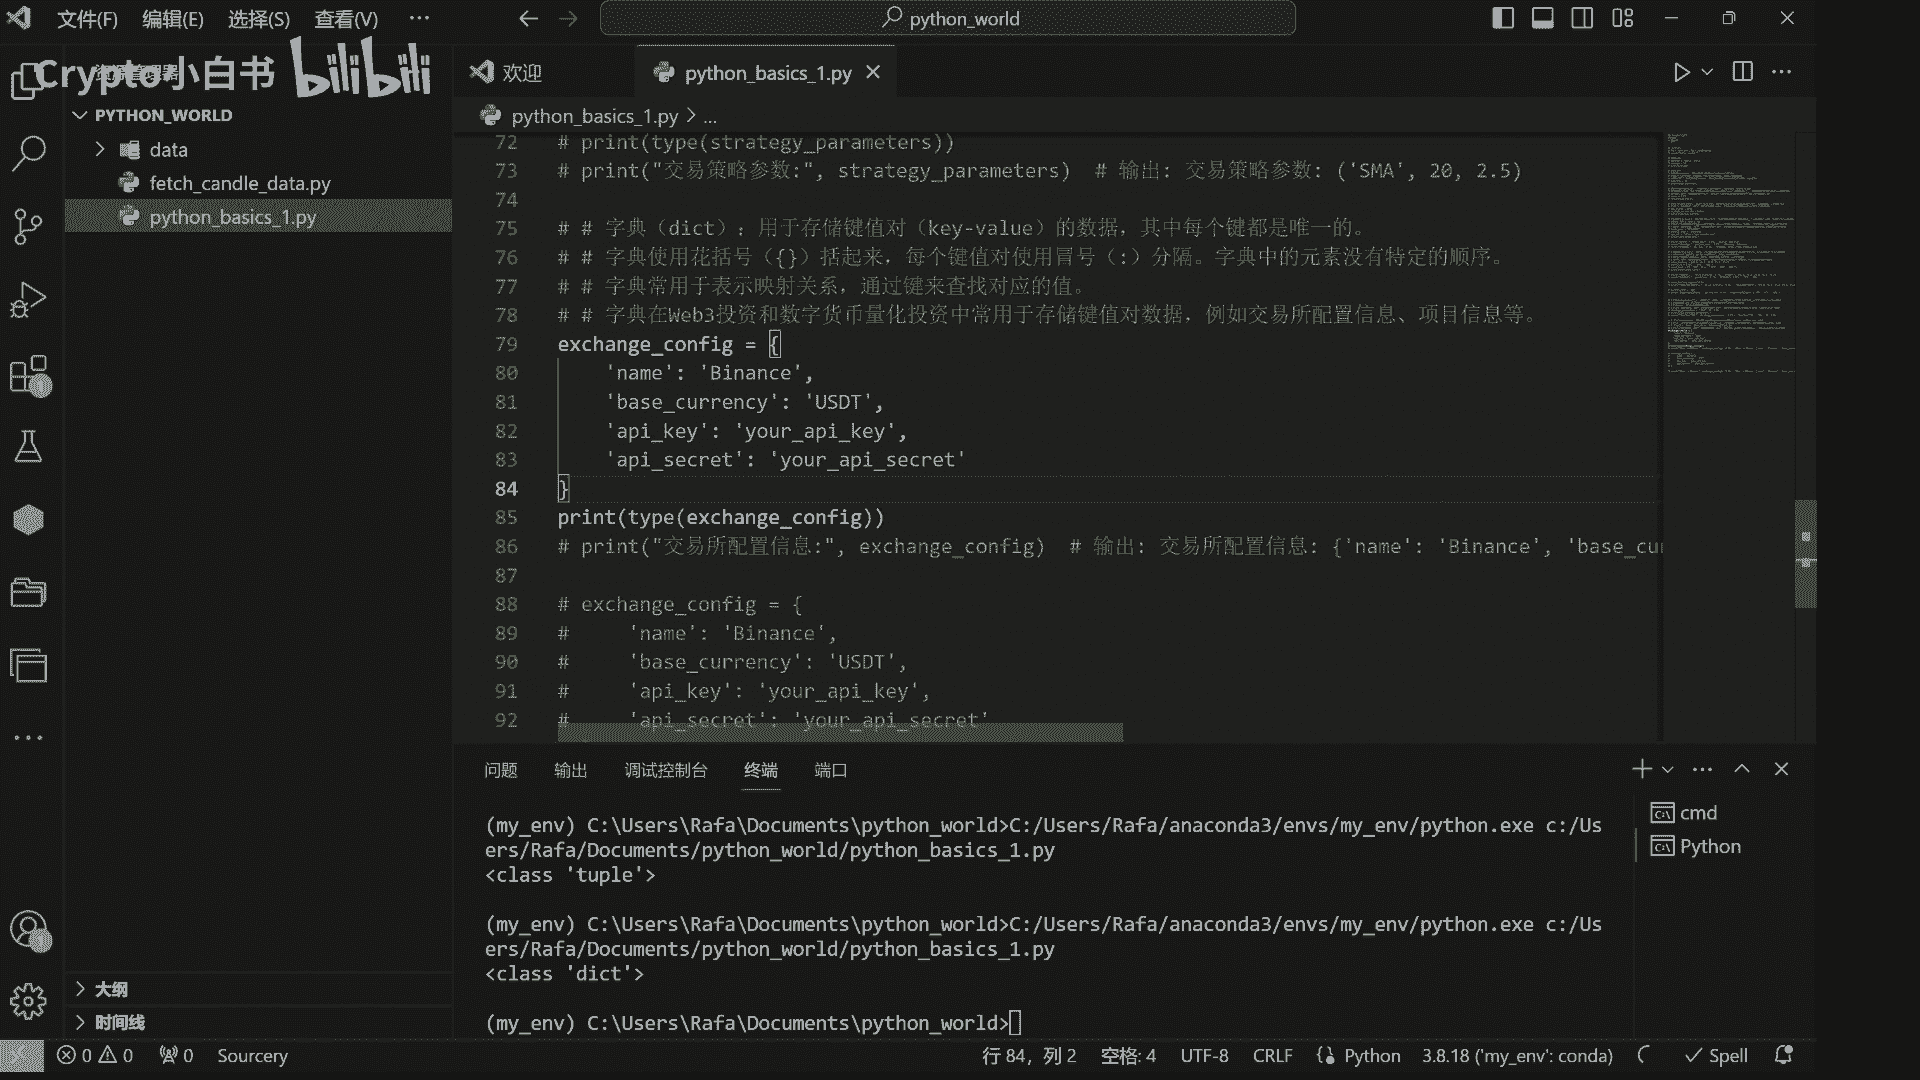 文件(F) 编辑(E) 选择(S) 查看(V) ··· python_world
Crypto小白书 bilibili
资源管理器
PYTHON_WORLD
data
fetch_candle_data.py
python_basics_1.py
欢迎 python_basics_1.py
python_basics_1.py > ...
72 # print(type(strategy_parameters))
73 # print("交易策略参数:", strategy_parameters)  # 输出: 交易策略参数: (‘SMA’, 20, 2.5)
74
75 # # 字典（dict）：用于存储键值对（key-value）的数据，其中每个键都是唯一的。
76 # # 字典使用花括号（{}）括起来，每个键值对使用冒号（:）分隔。字典中的元素没有特定的顺序。
77 # # 字典常用于表示映射关系，通过键来查找对应的值。
78 # # 字典在Web3投资和数字货币量化投资中常用于存储键值对数据，例如交易所配置信息、项目信息等。
79 exchange_config = {
80     'name': 'Binance',
81     'base_currency': 'USDT',
82     'api_key': 'your_api_key',
83     'api_secret': 'your_api_secret'
84 }
85 print(type(exchange_config))
86 # print("交易所配置信息:", exchange_config)  # 输出: 交易所配置信息: {'name': 'Binance', 'base_cu
87
88 # exchange_config = {
89 #     'name': 'Binance',
90 #     'base_currency': 'USDT',
91 #     'api_key': 'your_api_key',
92 #     'api_secret': 'your_api_secret'
问题 输出 调试控制台 终端 端口
(my_env) C:\Users\Rafa\Documents\python_world>C:/Users/Rafa/anaconda3/envs/my_env/python.exe c:/Us
ers/Rafa/Documents/python_world/python_basics_1.py
<class 'tuple'>
(my_env) C:\Users\Rafa\Documents\python_world>C:/Users/Rafa/anaconda3/envs/my_env/python.exe c:/Us
ers/Rafa/Documents/python_world/python_basics_1.py
<class 'dict'>
(my_env) C:\Users\Rafa\Documents\python_world>
cmd
Python
大纲
时间线
0 0 0 Sourcery 行 84，列 2 空格: 4 UTF-8 CRLF Python 3.8.18 ('my_env': conda) Spell